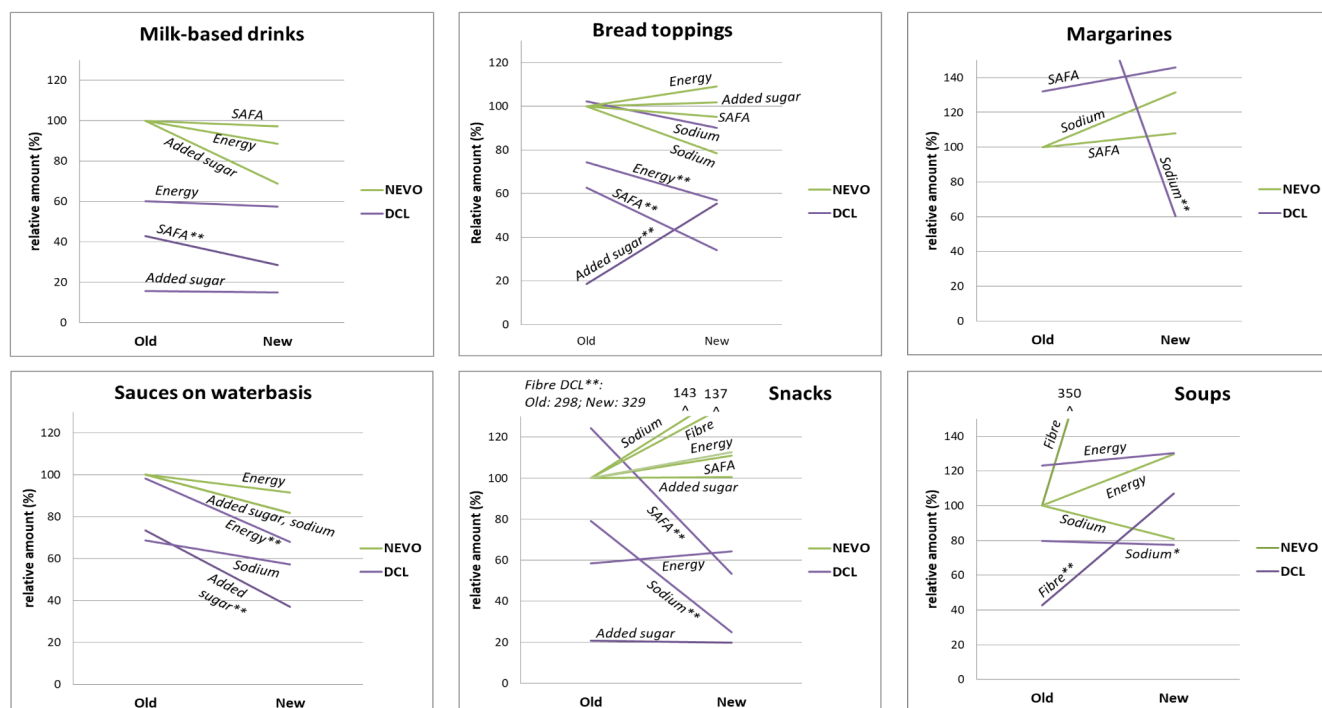 Milk-based drinks
relative amount (%)
120
100
80
60
40
20
0
SAFA
Energy
Added sugar
Energy
SAFA**
Added sugar
NEVO
DCL
Old
New
Bread toppings
Relative amount (%)
120
100
80
60
40
20
0
Energy
Added sugar
SAFA
Sodium
Sodium
Energy**
SAFA**
Added sugar**
NEVO
DCL
Old
New
Margarines
relative amount (%)
140
120
100
80
60
40
20
0
SAFA
Sodium
SAFA
Sodium**
NEVO
DCL
Old
New
Sauces on waterbasis
relative amount (%)
120
100
80
60
40
20
0
Energy
Added sugar, sodium
Energy**
Sodium
Added
sugar**
NEVO
DCL
Old
New
Fibre DCL**:
Old: 298; New: 329
143
137
^
^
Snacks
relative amount (%)
120
100
80
60
40
20
0
Sodium
Fibre
Energy
SAFA
Added sugar
SAFA**
Energy
Sodium**
Added sugar
NEVO
DCL
Old
New
350
^
Soups
relative amount (%)
140
120
100
80
60
40
20
0
Fibre
Energy
Energy
Sodium
Sodium*
Fibre**
NEVO
DCL
Old
New